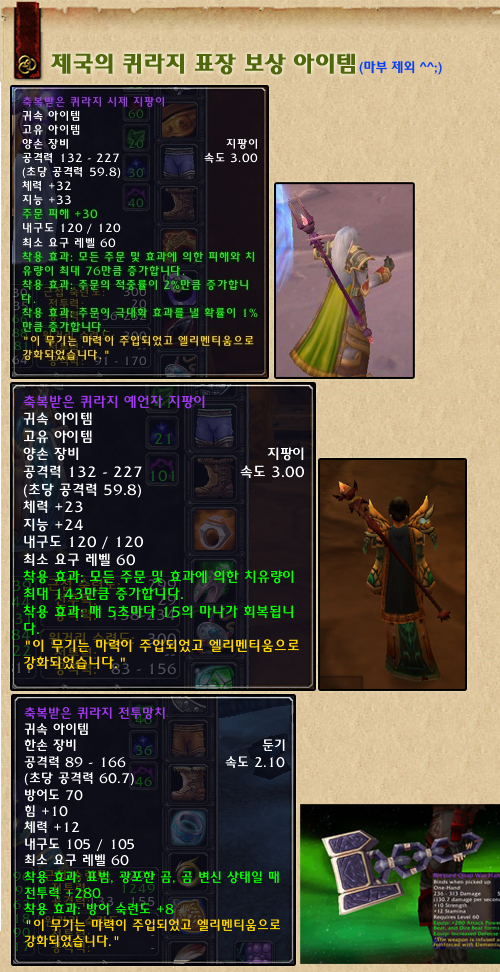 제국의 퀴라지 표장 보상 아이템(마부 제외 ^^;)
축복받은 퀴라지 시제 지팡이
귀속 아이템
고유 아이템
양손 장비 지팡이
공격력 132 - 227 속도 3.00
(초당 공격력 59.8)
체력 +32
지능 +33
주문 피해 +30
내구도 120 / 120
최소 요구 레벨 60
착용 효과: 모든 주문 및 효과에 의한 피해와 치
유량이 최대 76만큼 증가합니다.
착용 효과: 주문의 적중률이 2%만큼 증가합니
다.
착용 효과: 주문이 극대화 효과를 낼 확률이 1%
만큼 증가합니다.
"이 무기는 마력이 주입되었고 엘리멘티움으로
강화되었습니다."
축복받은 퀴라지 예언자 지팡이
귀속 아이템
고유 아이템
양손 장비 지팡이
공격력 132 - 227 속도 3.00
(초당 공격력 59.8)
체력 +23
지능 +24
내구도 120 / 120
최소 요구 레벨 60
착용 효과: 모든 주문 및 효과에 의한 치유량이
최대 143만큼 증가합니다.
착용 효과: 매 5초마다 15의 마나가 회복됩니
다.
"이 무기는 마력이 주입되었고 엘리멘티움으로
강화되었습니다."
축복받은 퀴라지 전투망치
귀속 아이템
한손 장비 둔기
공격력 89 - 166 속도 2.10
(초당 공격력 60.7)
방어도 70
힘 +10
체력 +12
내구도 105 / 105
최소 요구 레벨 60
착용 효과: 표범, 광포한 곰, 곰 변신 상태일 때
전투력 +280
착용 효과: 방어 숙련도 +8
"이 무기는 마력이 주입되었고 엘리멘티움으로
강화되었습니다."
Binds when picked up
One-Hand
236 - 313 Damage
(130.7 damage per second
+10 Strength
+12 Stamina
Requires Level 60